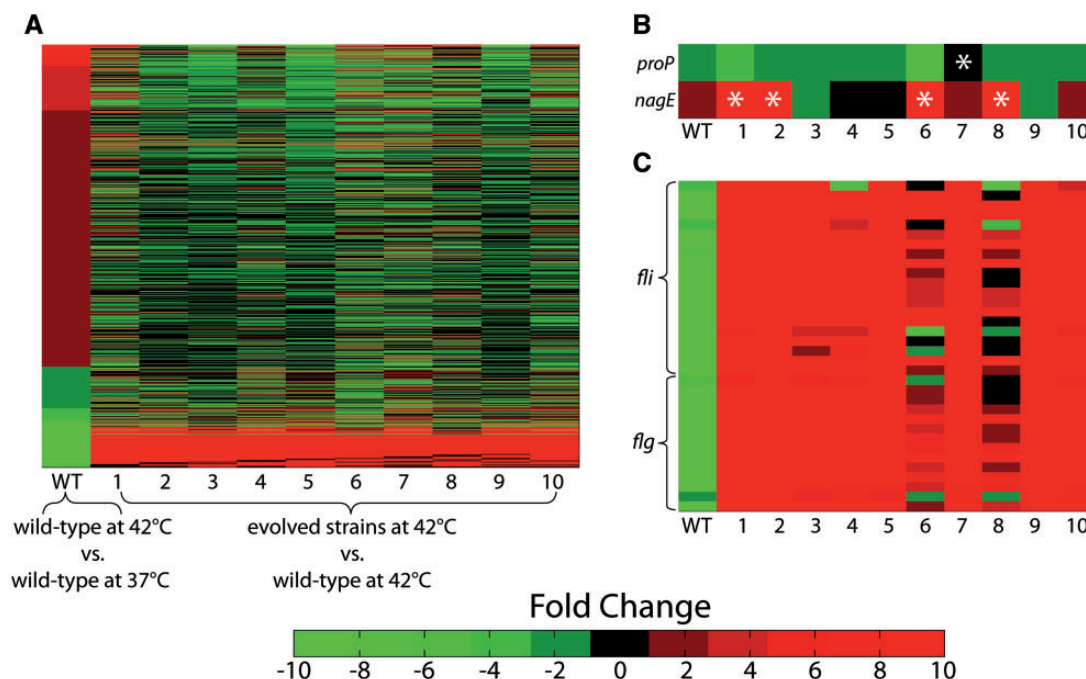 A
WT 1 2 3 4 5 6 7 8 9 10
wild-type at 42°C
vs.
wild-type at 37°C
evolved strains at 42°C
vs.
wild-type at 42°C
B
proP *
nagE * * * *
WT 1 2 3 4 5 6 7 8 9 10
C
fli
flg
WT 1 2 3 4 5 6 7 8 9 10
Fold Change
-10 -8 -6 -4 -2 0 2 4 6 8 10